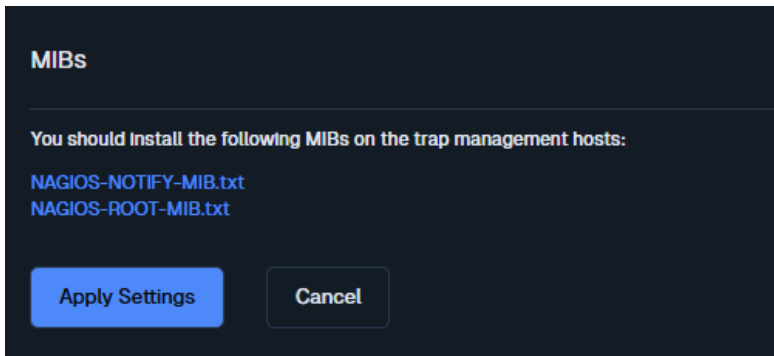 MIBs
You should install the following MIBs on the trap management hosts:
NAGIOS-NOTIFY-MIB.txt
NAGIOS-ROOT-MIB.txt
Apply Settings
Cancel